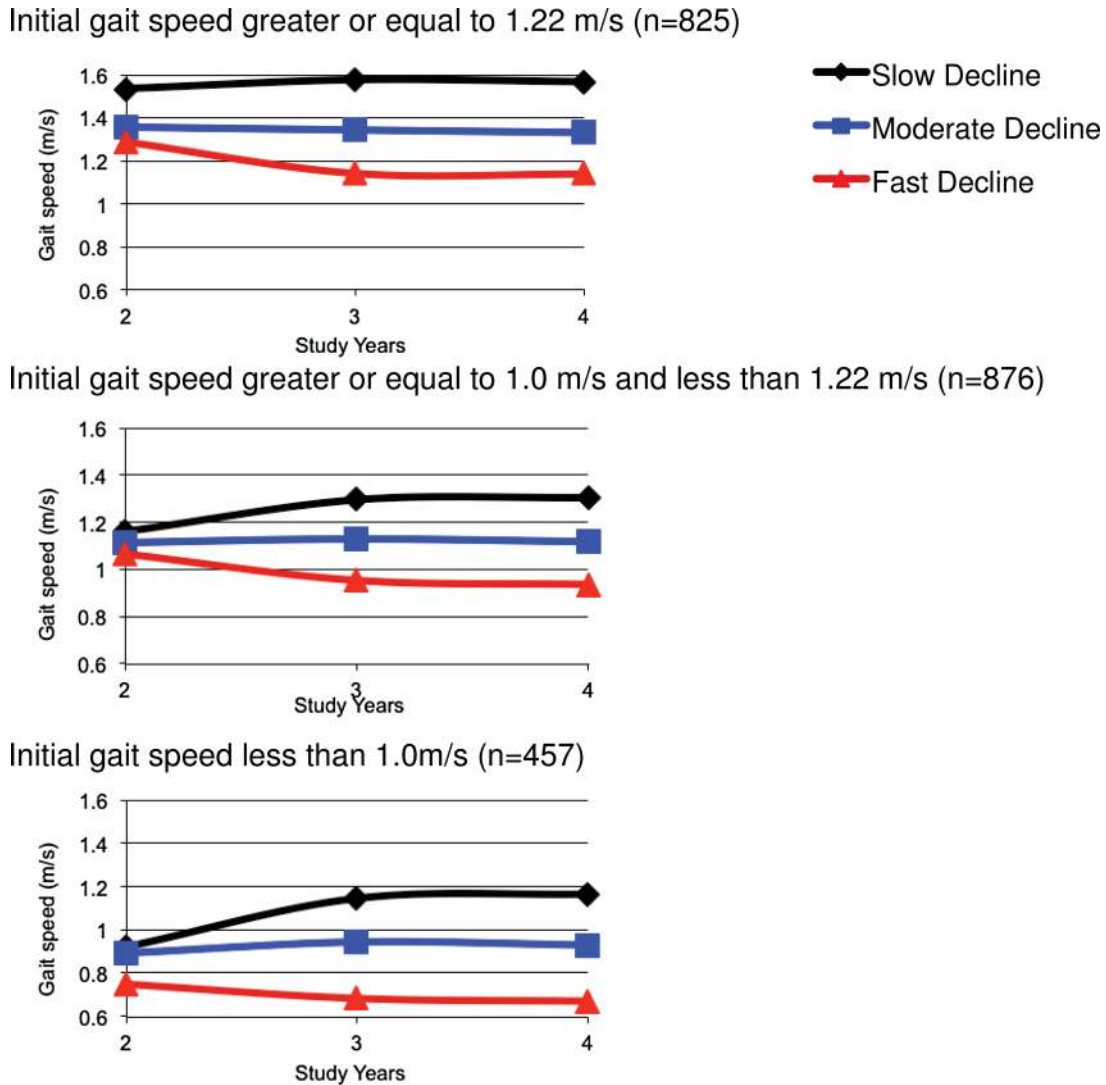 Initial gait speed greater or equal to 1.22 m/s (n=825)
Slow Decline
Moderate Decline
Fast Decline
Gait speed (m/s)
1.6
1.4
1.2
1
0.8
0.6
2
3
4
Study Years
Initial gait speed greater or equal to 1.0 m/s and less than 1.22 m/s (n=876)
Gait speed (m/s)
1.6
1.4
1.2
1
0.8
0.6
2
3
4
Study Years
Initial gait speed less than 1.0m/s (n=457)
Gait speed (m/s)
1.6
1.4
1.2
1
0.8
0.6
2
3
4
Study Years